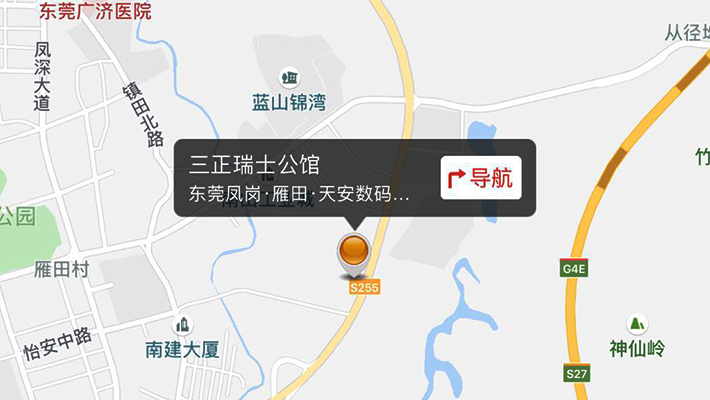 东莞广济医院
凤深大道
镇田北路
蓝山锦湾
三正瑞士公馆
东莞凤岗·雁田·天安数码...
导航
公园
雁田村
S255
G4E
怡安中路
南建大厦
神仙岭
S27
从径
竹